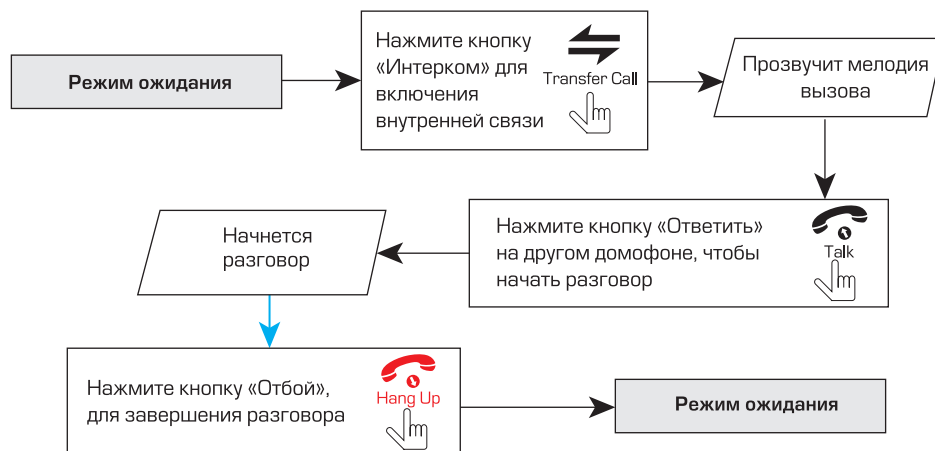 Режим ожидания
Нажмите кнопку
«Интерком» для
включения
внутренней связи
Transfer Call
Прозвучит мелодия
вызова
Нажмите кнопку «Ответить»
на другом домофоне, чтобы
начать разговор
Talk
Начнется
разговор
Нажмите кнопку «Отбой»,
для завершения разговора
Hang Up
Режим ожидания